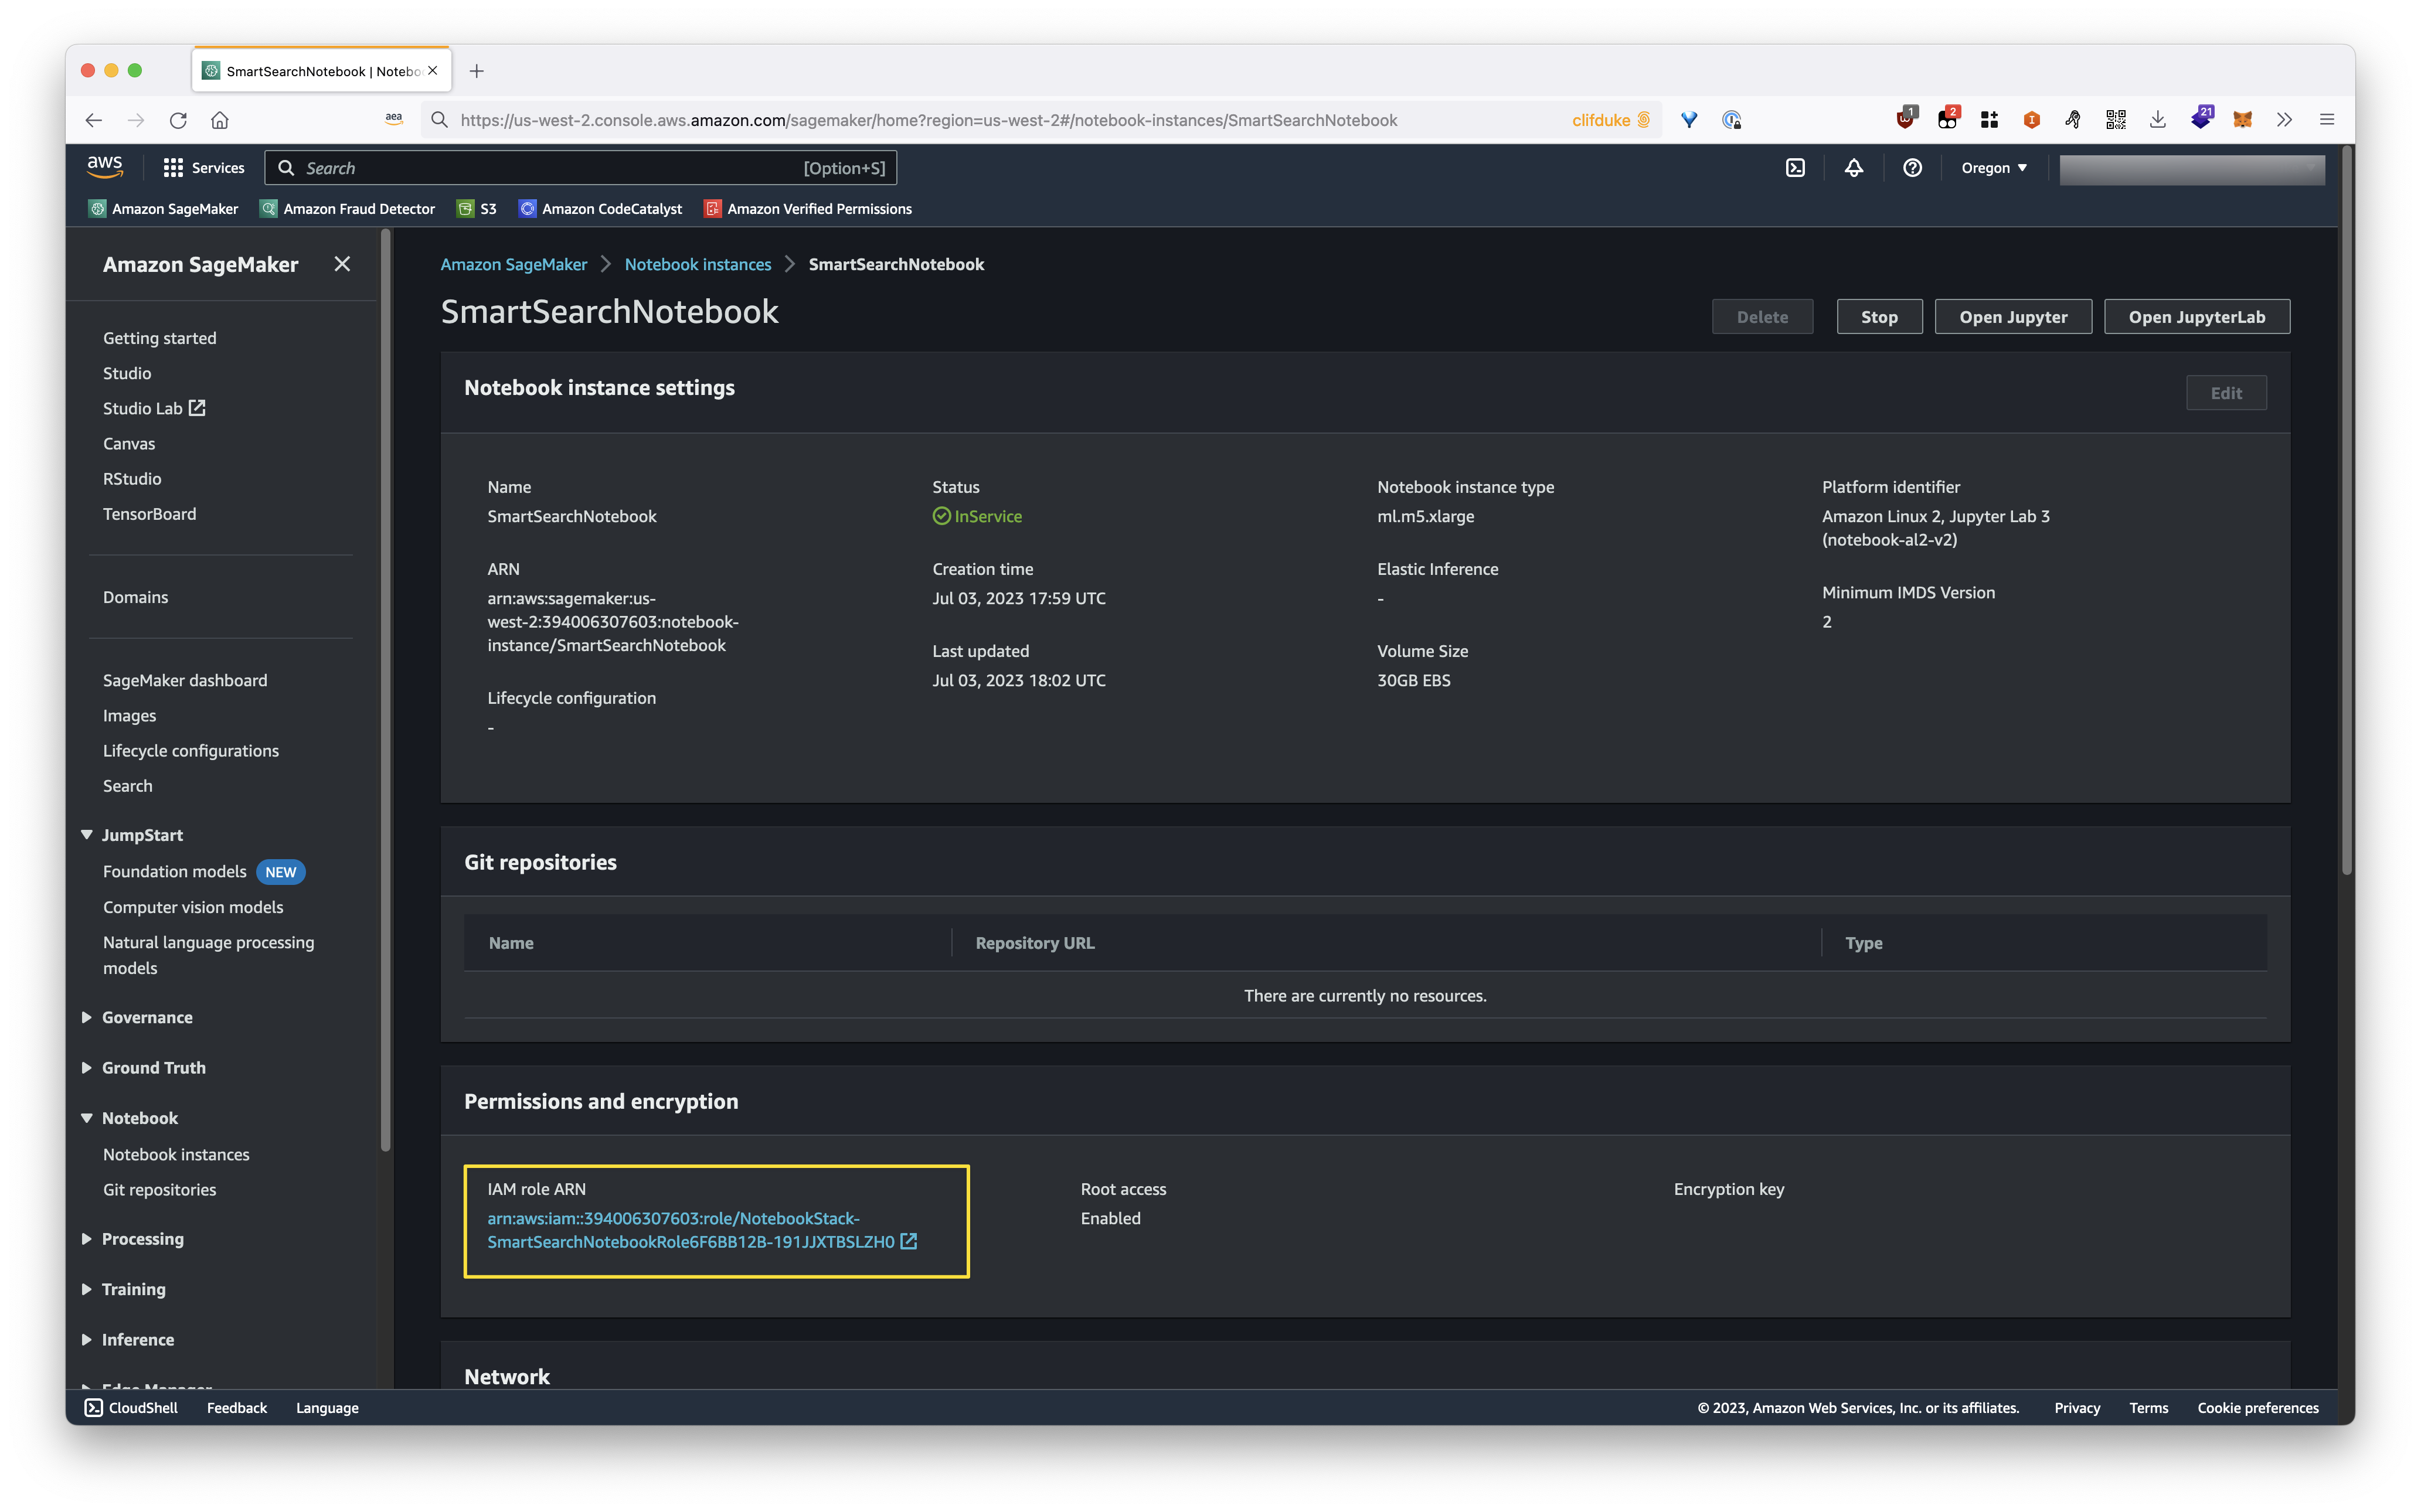 SmartSearchNotebook | Notebo
aea
https://us-west-2.console.aws.amazon.com/sagemaker/home?region=us-west-2#/notebook-instances/SmartSearchNotebook
clifduke
1
2
21
aws
Services
Search
[Option+S]
Oregon
Amazon SageMaker
Amazon Fraud Detector
S3
Amazon CodeCatalyst
Amazon Verified Permissions
Amazon SageMaker
Getting started
Studio
Studio Lab
Canvas
RStudio
TensorBoard
Domains
SageMaker dashboard
Images
Lifecycle configurations
Search
JumpStart
Foundation models NEW
Computer vision models
Natural language processing
models
Governance
Ground Truth
Notebook
Notebook instances
Git repositories
Processing
Training
Inference
Edge Manager
Amazon SageMaker > Notebook instances > SmartSearchNotebook
SmartSearchNotebook
Delete
Stop
Open Jupyter
Open JupyterLab
Notebook instance settings
Edit
Name
SmartSearchNotebook
ARN
arn:aws:sagemaker:us-
west-2:394006307603:notebook-
instance/SmartSearchNotebook
Lifecycle configuration
-
Status
InService
Creation time
Jul 03, 2023 17:59 UTC
Last updated
Jul 03, 2023 18:02 UTC
Notebook instance type
ml.m5.xlarge
Elastic Inference
-
Volume Size
30GB EBS
Platform identifier
Amazon Linux 2, Jupyter Lab 3
(notebook-al2-v2)
Minimum IMDS Version
2
Git repositories
Name
Repository URL
Type
There are currently no resources.
Permissions and encryption
IAM role ARN
arn:aws:iam::394006307603:role/NotebookStack-
SmartSearchNotebookRole6F6BB12B-191JJXTBSLZH0
Root access
Enabled
Encryption key
Network
CloudShell
Feedback
Language
© 2023, Amazon Web Services, Inc. or its affiliates.
Privacy
Terms
Cookie preferences